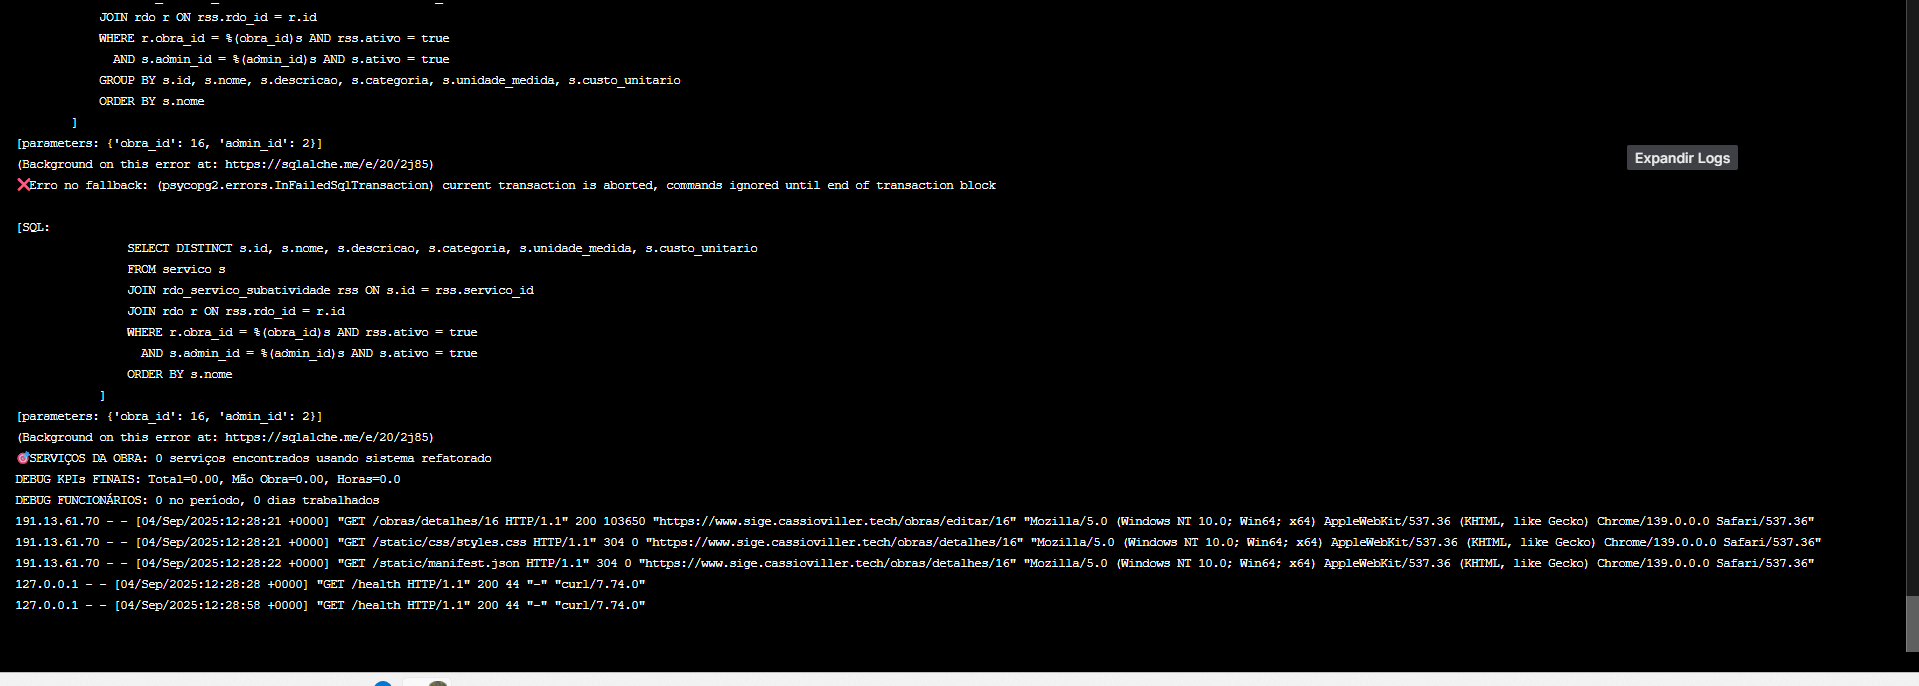 JOIN rdo r ON rss.rdo_id = r.id
WHERE r.obra_id = %(obra_id)s AND rss.ativo = true
AND s.admin_id = %(admin_id)s AND s.ativo = true
GROUP BY s.id, s.nome, s.descricao, s.categoria, s.unidade_medida, s.custo_unitario
ORDER BY s.nome
]
[parameters: {'obra_id': 16, 'admin_id': 2}]
(Background on this error at: https://sqlalche.me/e/20/2j85)
Expandir Logs
❌Erro no fallback: (psycopg2.errors.InFailedSqlTransaction) current transaction is aborted, commands ignored until end of transaction block
[SQL:
SELECT DISTINCT s.id, s.nome, s.descricao, s.categoria, s.unidade_medida, s.custo_unitario
FROM servico s
JOIN rdo_servico_subatividade rss ON s.id = rss.servico_id
JOIN rdo r ON rss.rdo_id = r.id
WHERE r.obra_id = %(obra_id)s AND rss.ativo = true
AND s.admin_id = %(admin_id)s AND s.ativo = true
ORDER BY s.nome
]
[parameters: {'obra_id': 16, 'admin_id': 2}]
(Background on this error at: https://sqlalche.me/e/20/2j85)
🎯SERVIÇOS DA OBRA: 0 serviços encontrados usando sistema refatorado
DEBUG KPIs FINAIS: Total=0.00, Mão Obra=0.00, Horas=0.0
DEBUG FUNCIONÁRIOS: 0 no período, 0 dias trabalhados
191.13.61.70 - - [04/Sep/2025:12:28:21 +0000] "GET /obras/detalhes/16 HTTP/1.1" 200 103650 "https://www.sige.cassioviller.tech/obras/editar/16" "Mozilla/5.0 (Windows NT 10.0; Win64; x64) AppleWebKit/537.36 (KHTML, like Gecko) Chrome/139.0.0.0 Safari/537.36"
191.13.61.70 - - [04/Sep/2025:12:28:21 +0000] "GET /static/css/styles.css HTTP/1.1" 304 0 "https://www.sige.cassioviller.tech/obras/detalhes/16" "Mozilla/5.0 (Windows NT 10.0; Win64; x64) AppleWebKit/537.36 (KHTML, like Gecko) Chrome/139.0.0.0 Safari/537.36"
191.13.61.70 - - [04/Sep/2025:12:28:22 +0000] "GET /static/manifest.json HTTP/1.1" 304 0 "https://www.sige.cassioviller.tech/obras/detalhes/16" "Mozilla/5.0 (Windows NT 10.0; Win64; x64) AppleWebKit/537.36 (KHTML, like Gecko) Chrome/139.0.0.0 Safari/537.36"
127.0.0.1 - - [04/Sep/2025:12:28:28 +0000] "GET /health HTTP/1.1" 200 44 "-" "curl/7.74.0"
127.0.0.1 - - [04/Sep/2025:12:28:58 +0000] "GET /health HTTP/1.1" 200 44 "-" "curl/7.74.0"